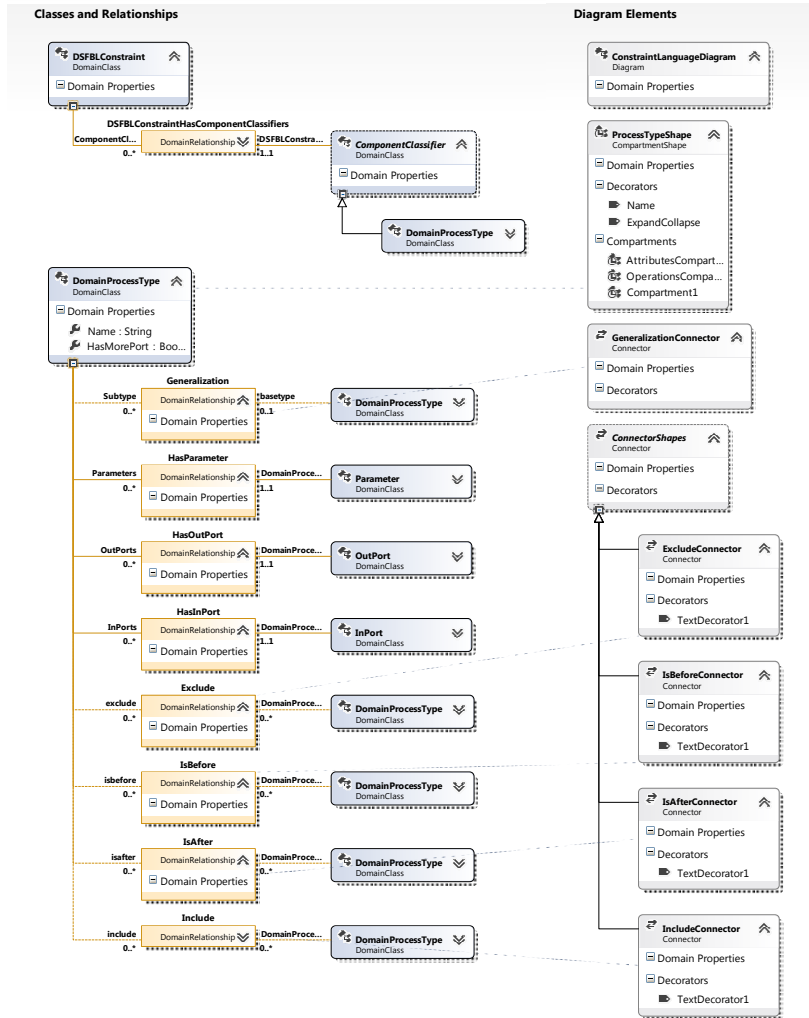 Classes and Relationships
DSFBLConstraint
DomainClass
Domain Properties
DSFBLConstraintHasComponentClassifiers
ComponentCl...
0..*
DomainRelationship
DSFBLConstra...
1..1
ComponentClassifier
DomainClass
Domain Properties
DomainProcessType
DomainClass
DomainProcessType
DomainClass
Domain Properties
Name : String
HasMorePort : Boo...
Generalization
Subtype
0..*
DomainRelationship
Domain Properties
basetype
0..1
DomainProcessType
DomainClass
HasParameter
Parameters
0..*
DomainRelationship
Domain Properties
DomainProce...
1..1
Parameter
DomainClass
HasOutPort
OutPorts
0..*
DomainRelationship
Domain Properties
DomainProce...
1..1
OutPort
DomainClass
HasInPort
InPorts
0..*
DomainRelationship
Domain Properties
DomainProce...
1..1
InPort
DomainClass
Exclude
exclude
0..*
DomainRelationship
Domain Properties
DomainProce...
0..*
DomainProcessType
DomainClass
IsBefore
isbefore
0..*
DomainRelationship
Domain Properties
DomainProce...
0..*
DomainProcessType
DomainClass
IsAfter
isafter
0..*
DomainRelationship
Domain Properties
DomainProce...
0..*
DomainProcessType
DomainClass
Include
include
0..*
DomainRelationship
DomainProce...
0..*
DomainProcessType
DomainClass
Diagram Elements
ConstraintLanguageDiagram
Diagram
Domain Properties
ProcessTypeShape
CompartmentShape
Domain Properties
Decorators
Name
ExpandCollapse
Compartments
AttributesCompart...
OperationsCompa...
Compartment1
GeneralizationConnector
Connector
Domain Properties
Decorators
ConnectorShapes
Connector
Domain Properties
Decorators
ExcludeConnector
Connector
Domain Properties
Decorators
TextDecorator1
IsBeforeConnector
Connector
Domain Properties
Decorators
TextDecorator1
IsAfterConnector
Connector
Domain Properties
Decorators
TextDecorator1
IncludeConnector
Connector
Domain Properties
Decorators
TextDecorator1